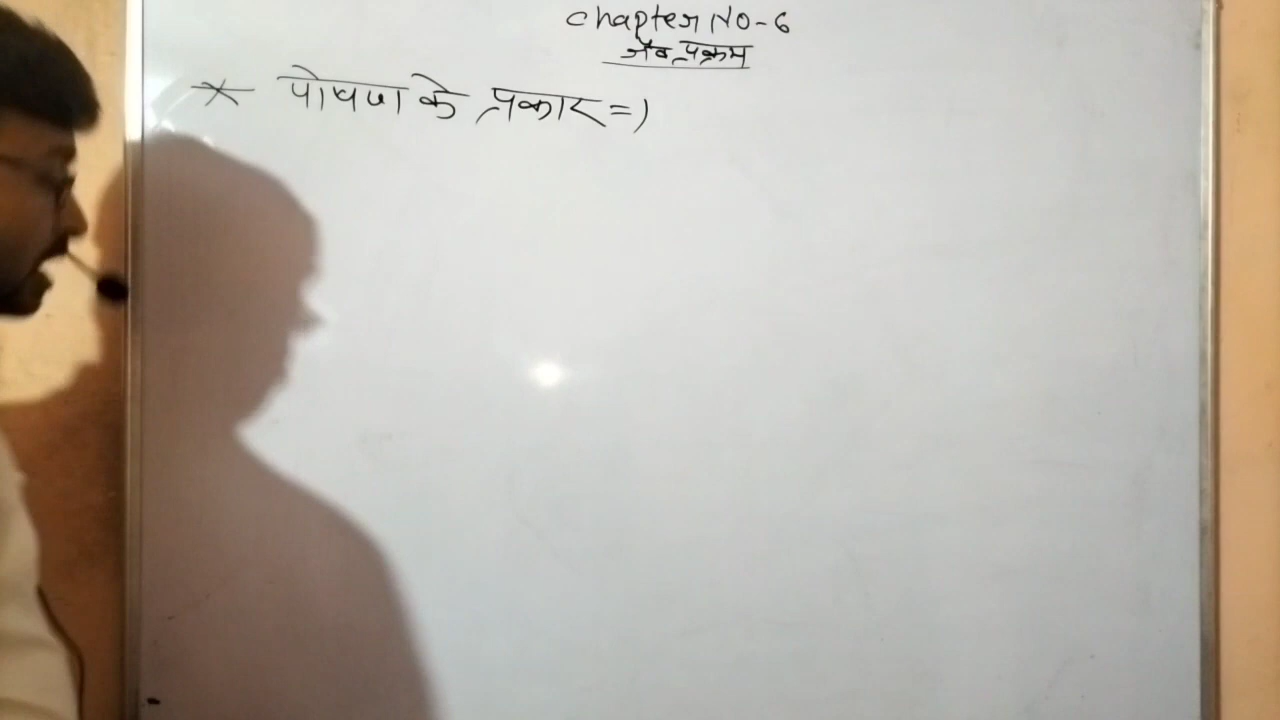 Chapter NO-6
जैव प्रक्रम
* पोषण के प्रकार =)